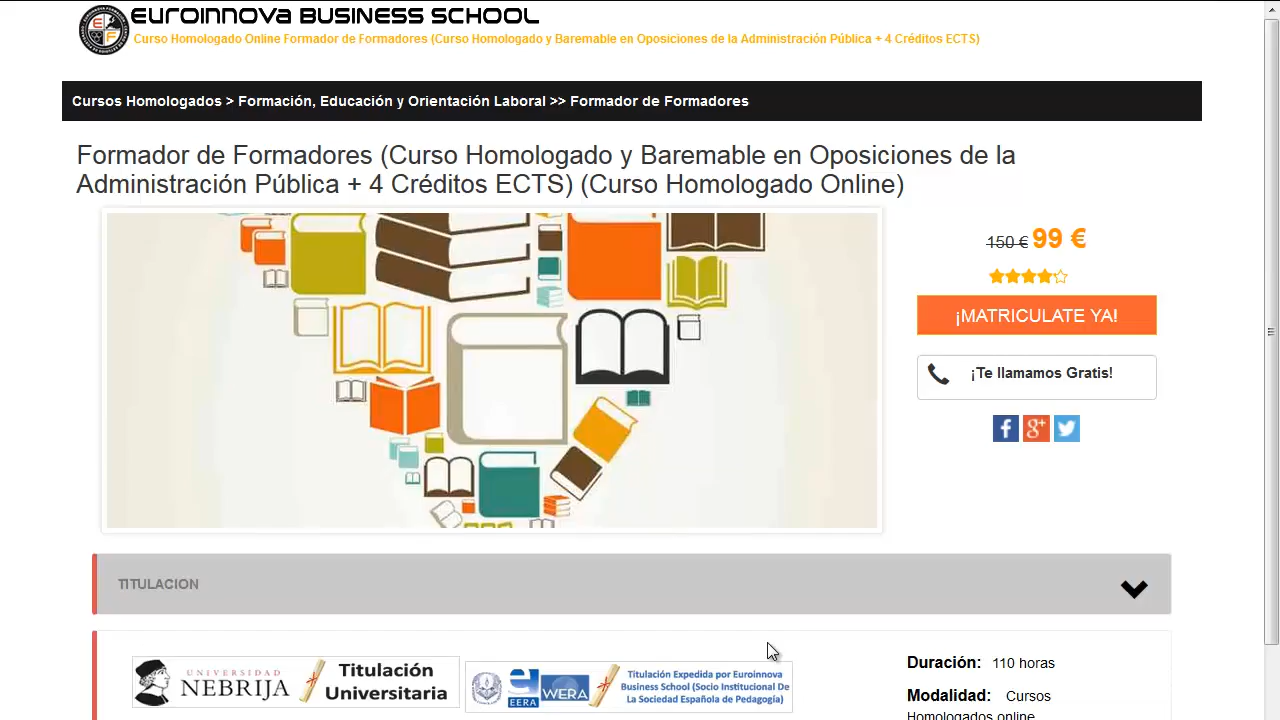 EUROINNOVA BUSINESS SCHOOL
Curso Homologado Online Formador de Formadores (Curso Homologado y Baremable en Oposiciones de la Administración Pública + 4 Créditos ECTS)
Cursos Homologados > Formación, Educación y Orientación Laboral >> Formador de Formadores
Formador de Formadores (Curso Homologado y Baremable en Oposiciones de la
Administración Pública + 4 Créditos ECTS) (Curso Homologado Online)
150 € 99 €
¡MATRICULATE YA!
¡Te llamamos Gratis!
TITULACION
UNIVERSIDAD
NEBRIJA
Titulación
Universitaria
EERA
WERA
Titulación Expedida por Euroinnova
Business School (Socio Institucional De
La Sociedad Española de Pedagogía)
Duración: 110 horas
Modalidad: Cursos
Homologados online